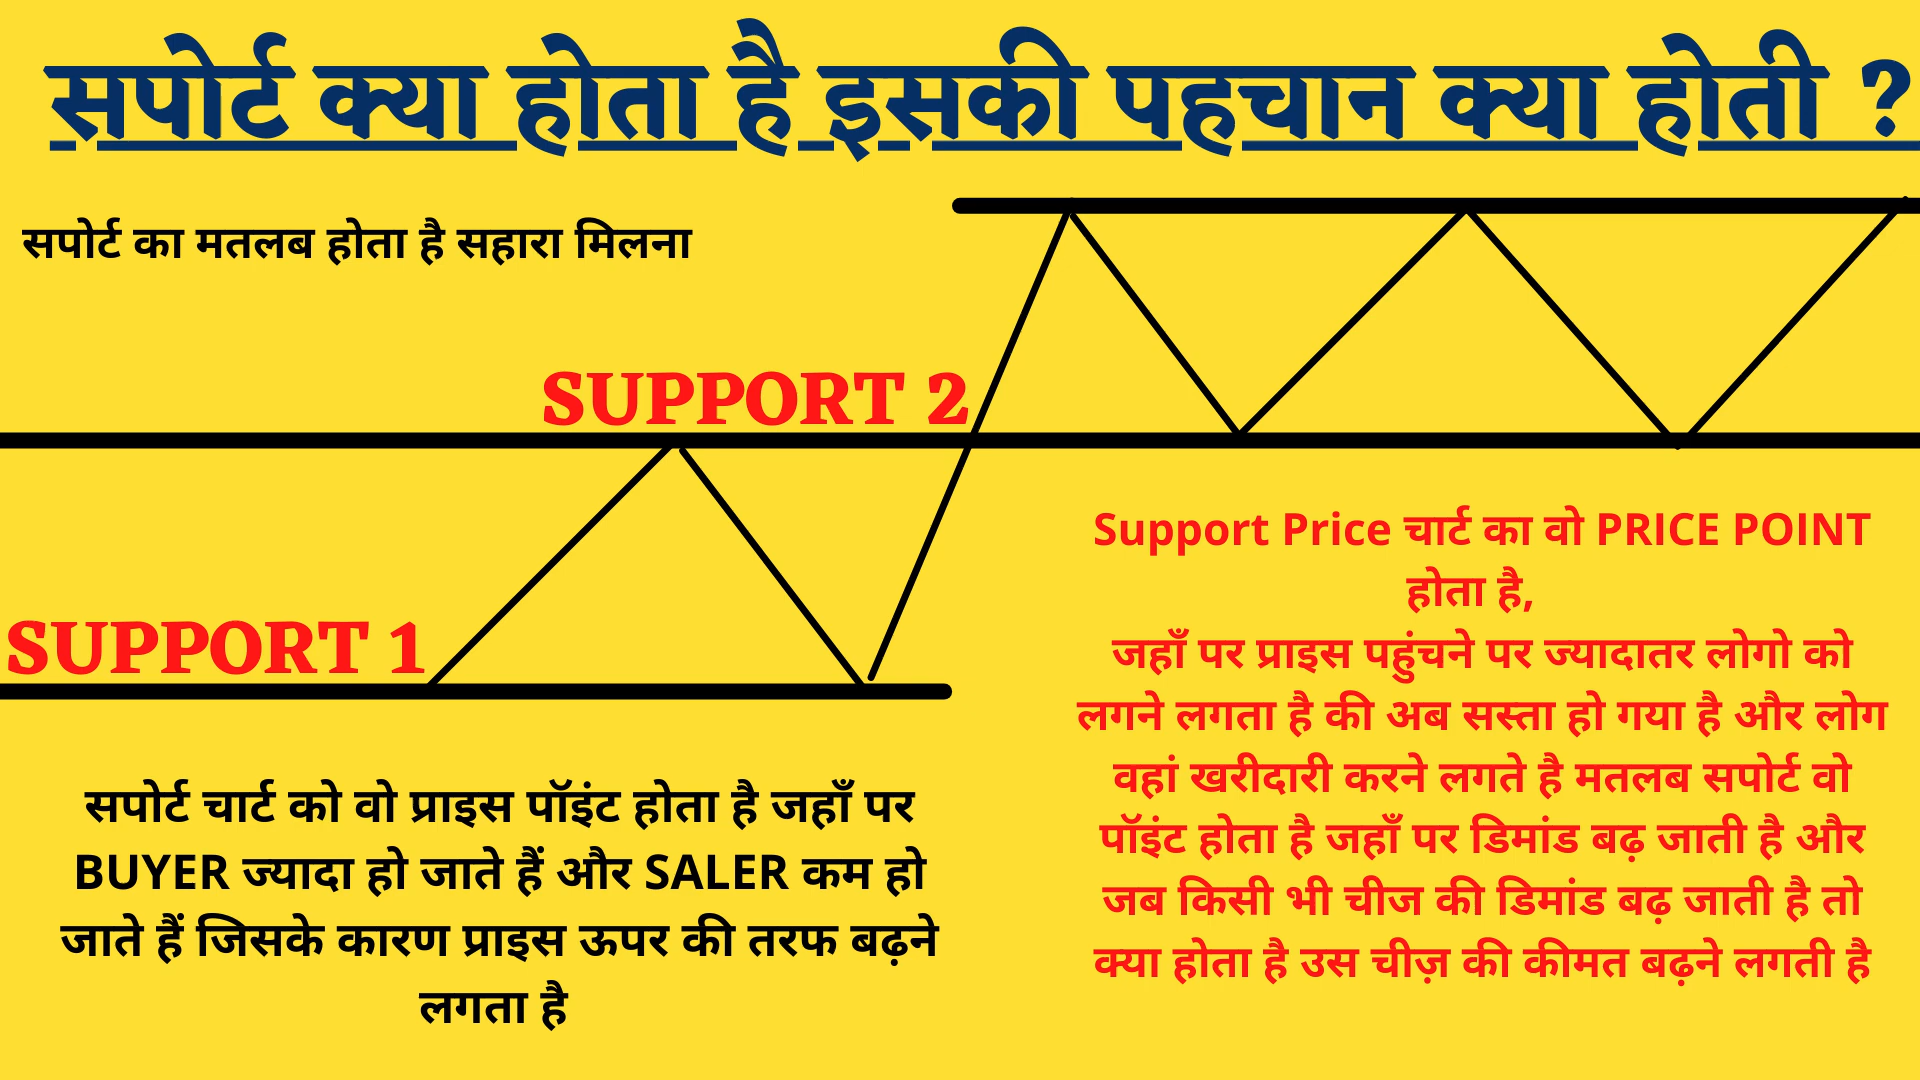 सपोर्ट क्या होता है इसकी पहचान क्या होती ?
सपोर्ट का मतलब होता है सहारा मिलना
SUPPORT 2
SUPPORT 1
सपोर्ट चार्ट को वो प्राइस पॉइंट होता है जहाँ पर
BUYER ज्यादा हो जाते हैं और SALER कम हो
जाते हैं जिसके कारण प्राइस ऊपर की तरफ बढ़ने
लगता है
Support Price चार्ट का वो PRICE POINT
होता है,
जहाँ पर प्राइस पहुंचने पर ज्यादातर लोगो को
लगने लगता है की अब सस्ता हो गया है और लोग
वहां खरीदारी करने लगते है मतलब सपोर्ट वो
पॉइंट होता है जहाँ पर डिमांड बढ़ जाती है और
जब किसी भी चीज की डिमांड बढ़ जाती है तो
क्या होता है उस चीज़ की कीमत बढ़ने लगती है